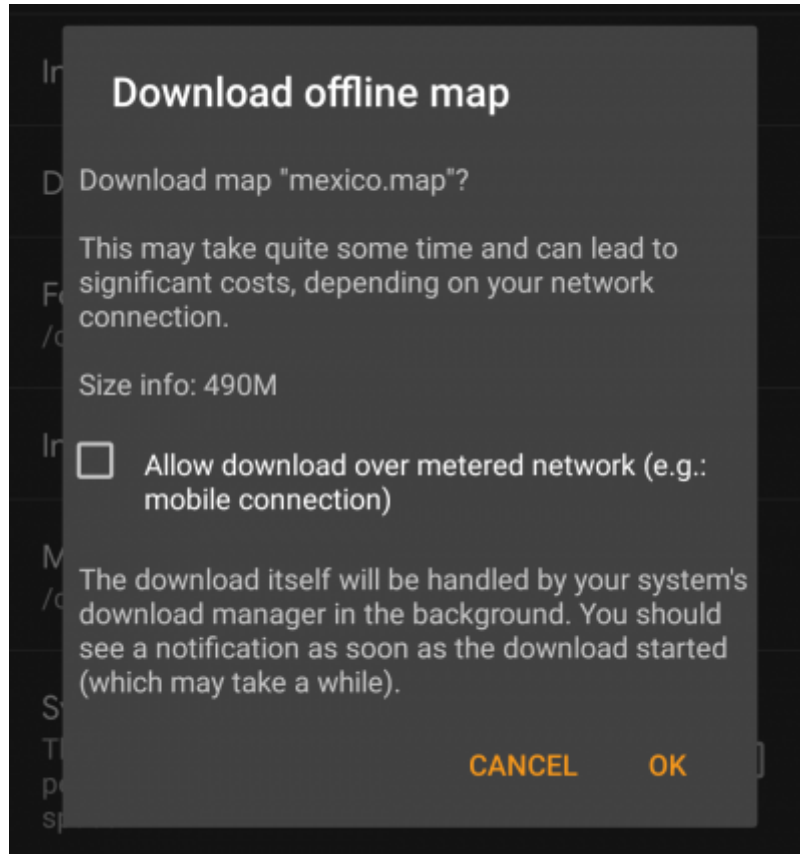 Download offline map
Download map "mexico.map"?
This may take quite some time and can lead to
significant costs, depending on your network
connection.
Size info: 490M
Allow download over metered network (e.g.:
mobile connection)
The download itself will be handled by your system's
download manager in the background. You should
see a notification as soon as the download started
(which may take a while).
CANCEL OK